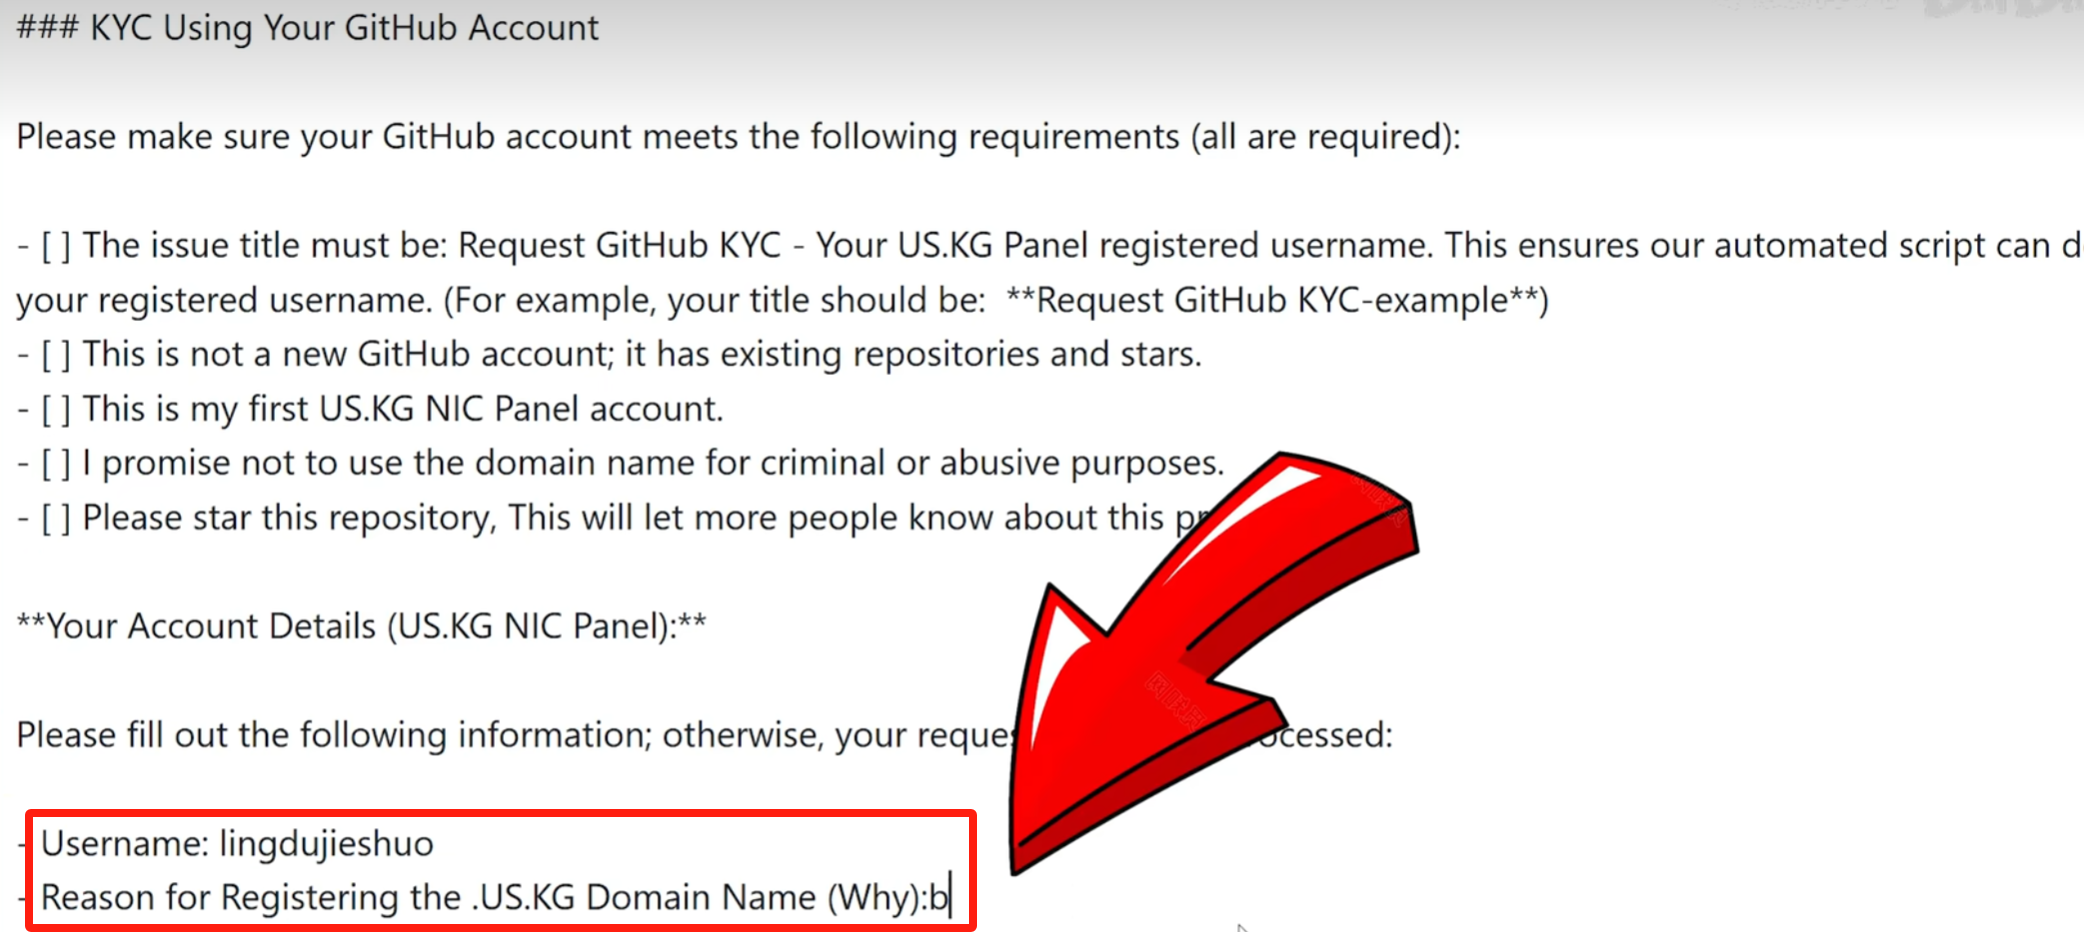 ### KYC Using Your GitHub Account
Please make sure your GitHub account meets the following requirements (all are required):
- [ ] The issue title must be: Request GitHub KYC - Your US.KG Panel registered username. This ensures our automated script can
your registered username. (For example, your title should be: **Request GitHub KYC-example**)
- [ ] This is not a new GitHub account; it has existing repositories and stars.
- [ ] This is my first US.KG NIC Panel account.
- [ ] I promise not to use the domain name for criminal or abusive purposes.
- [ ] Please star this repository, This will let more people know about this
**Your Account Details (US.KG NIC Panel):**
Please fill out the following information; otherwise, your
- Username: lingdujieshuo
- Reason for Registering the .US.KG Domain Name (Why):b